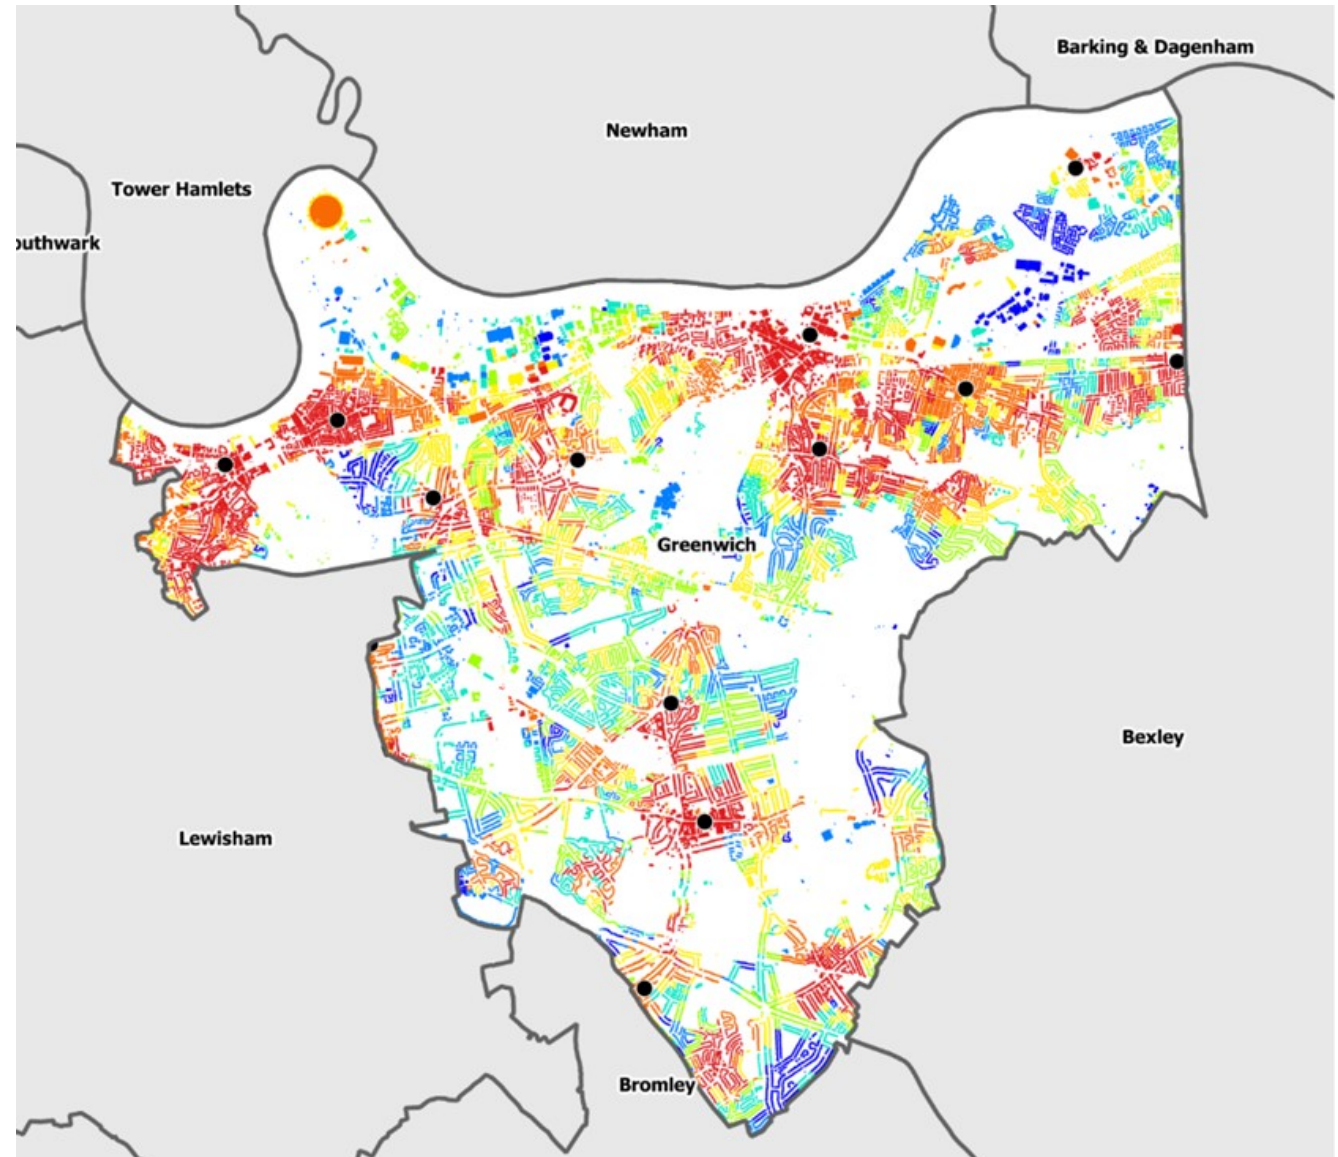 Barking & Dagenham
Newham
Tower Hamlets
outhwark
Greenwich
Bexley
Lewisham
Bromley